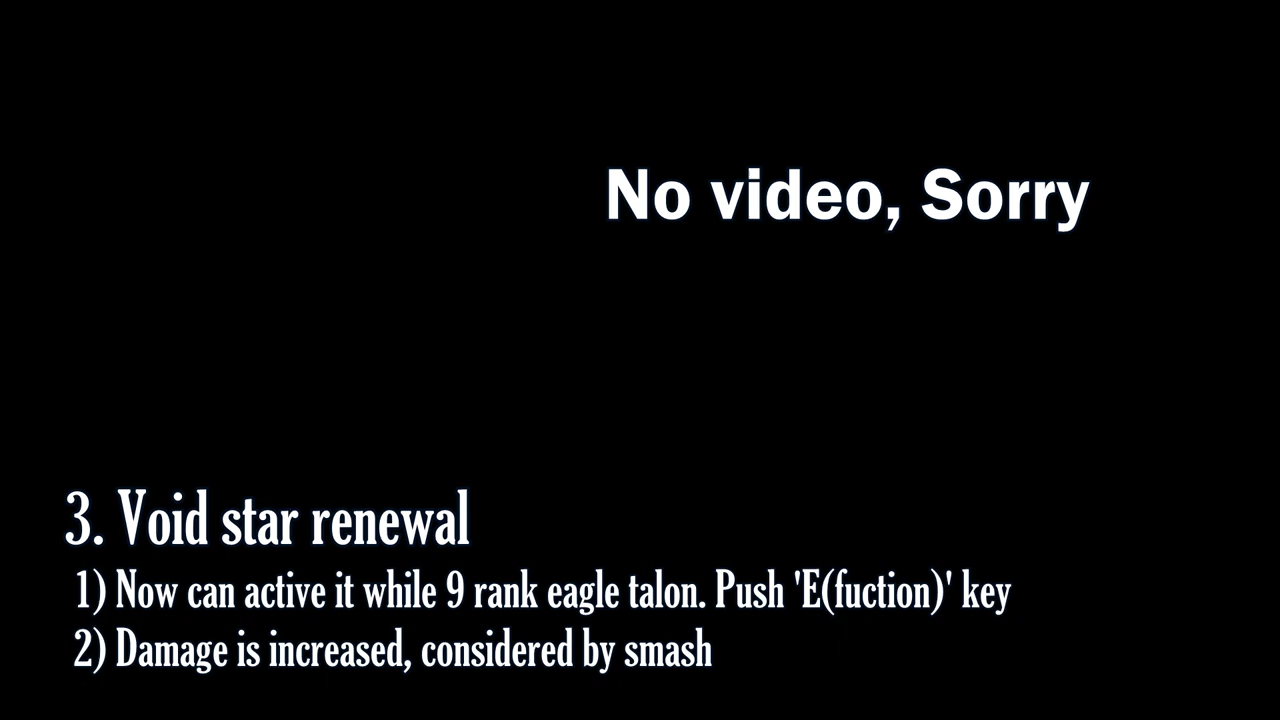 No video, Sorry
3. Void star renewal
1) Now can active it while 9 rank eagle talon. Push 'E(fuction)' key
2) Damage is increased, considered by smash